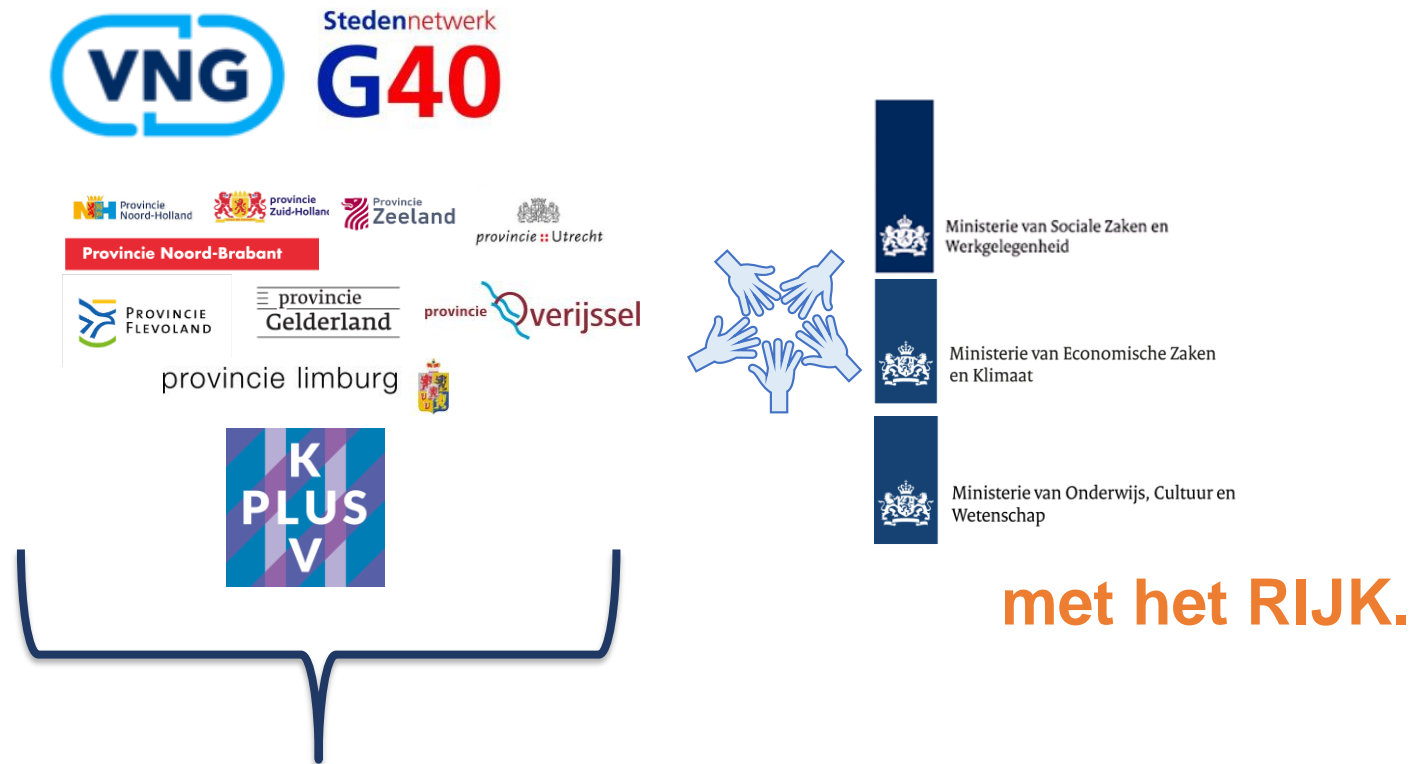 Stedennetwerk
VNG
G40
Provincie
Noord-Holland
provincie
Zuid-Holland
Provincie
Zeeland
provincie :: Utrecht
Provincie Noord-Brabant
PROVINCIE
FLEVOLAND
provincie
Gelderland
provincie Overijssel
provincie limburg
K
PLUS
V
Ministerie van Sociale Zaken en
Werkgelegenheid
Ministerie van Economische Zaken
en Klimaat
Ministerie van Onderwijs, Cultuur en
Wetenschap
met het RIJK.